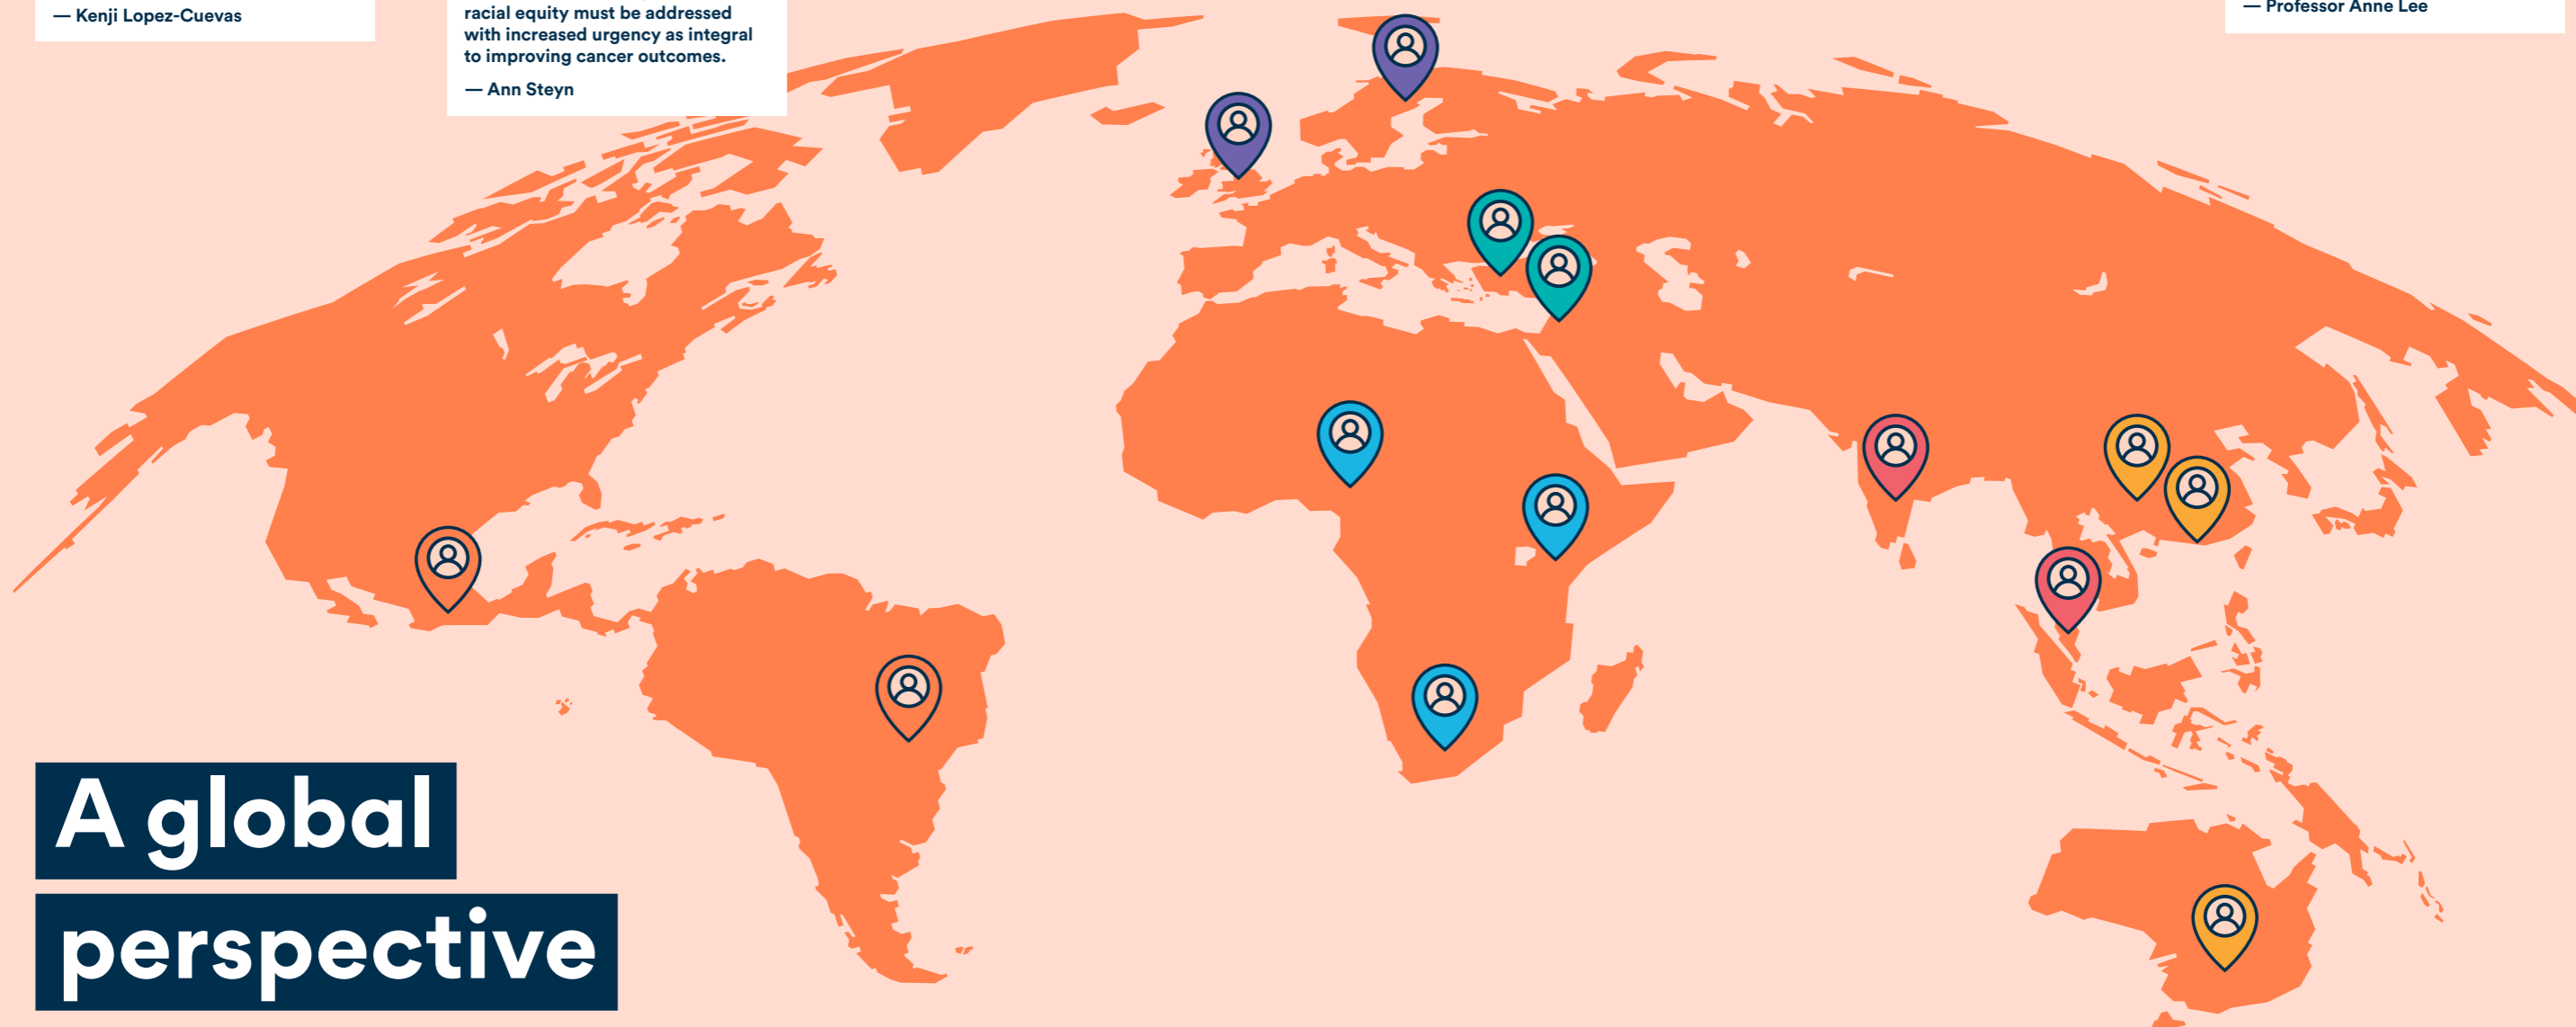 — Kenji Lopez-Cuevas
racial equity must be addressed
with increased urgency as integral
to improving cancer outcomes.
— Ann Steyn
— Professor Anne Lee
A global
perspective